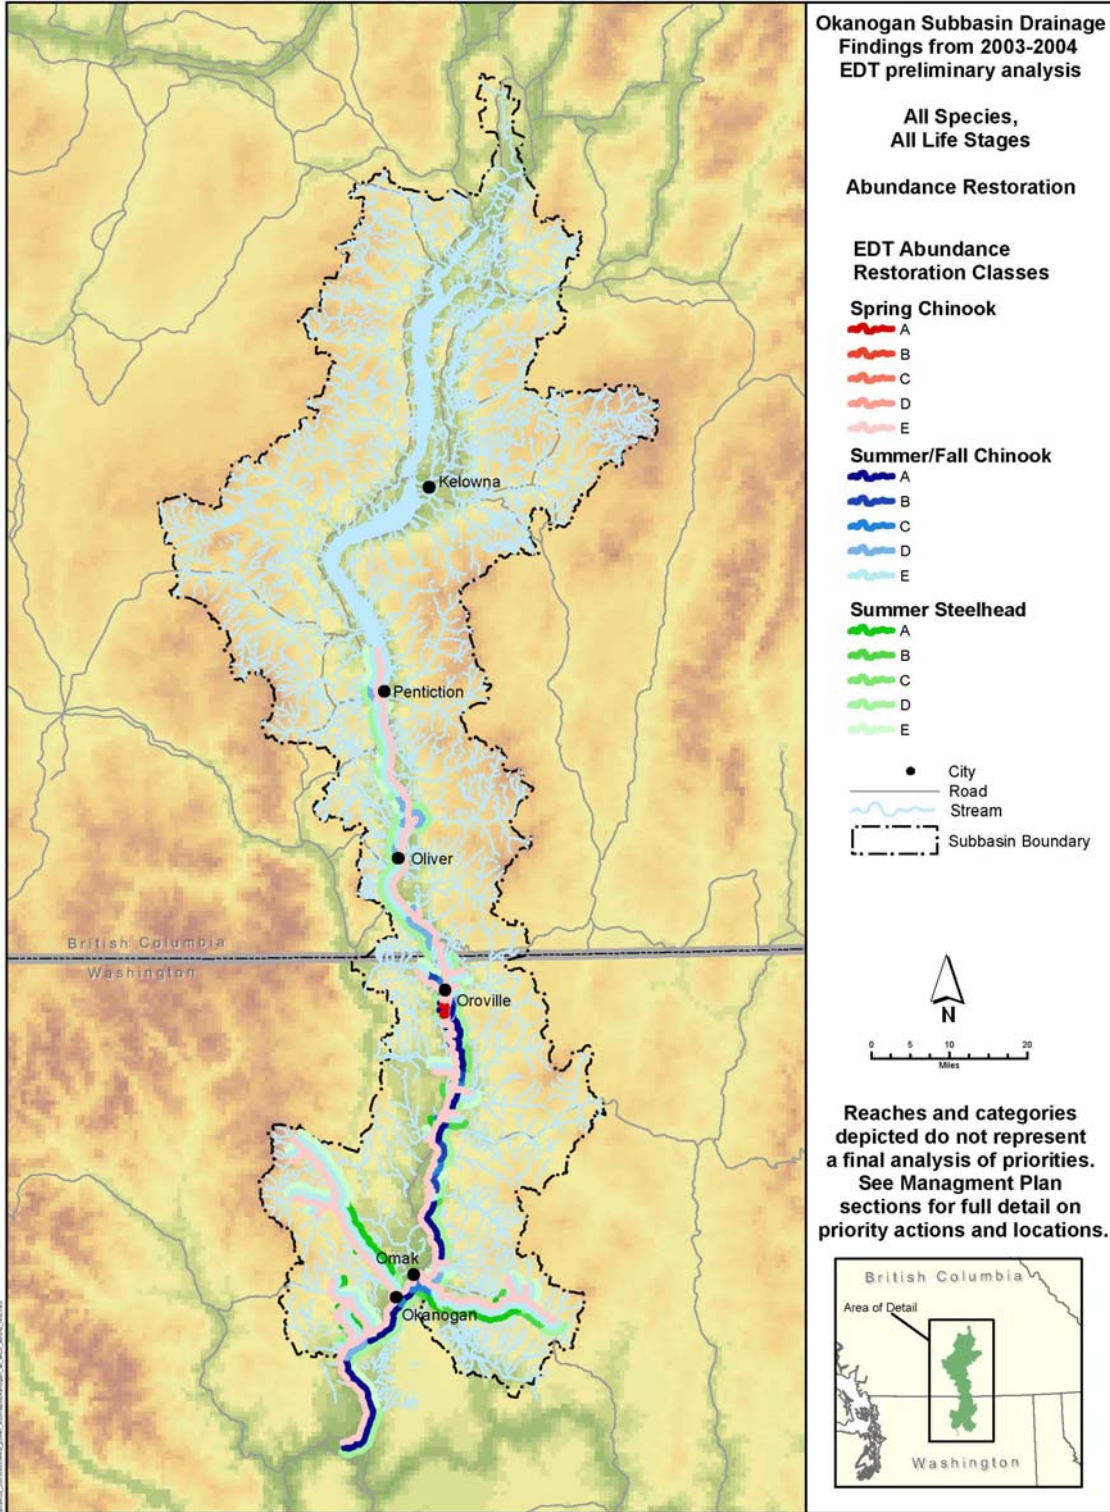 Okanogan Subbasin Drainage
Findings from 2003-2004
EDT preliminary analysis
All Species,
All Life Stages
Abundance Restoration
EDT Abundance
Restoration Classes
Spring Chinook
A
B
C
D
E
Summer/Fall Chinook
A
B
C
D
E
Summer Steelhead
A
B
C
D
E
City
Road
Stream
Subbasin Boundary
N
0 5 10 20
Miles
Reaches and categories
depicted do not represent
a final analysis of priorities.
See Managment Plan
sections for full detail on
priority actions and locations.
British Columbia
Area of Detail
Washington
Kelowna
Penticton
Oliver
British Columbia
Washington
Oroville
Omak
Okanogan